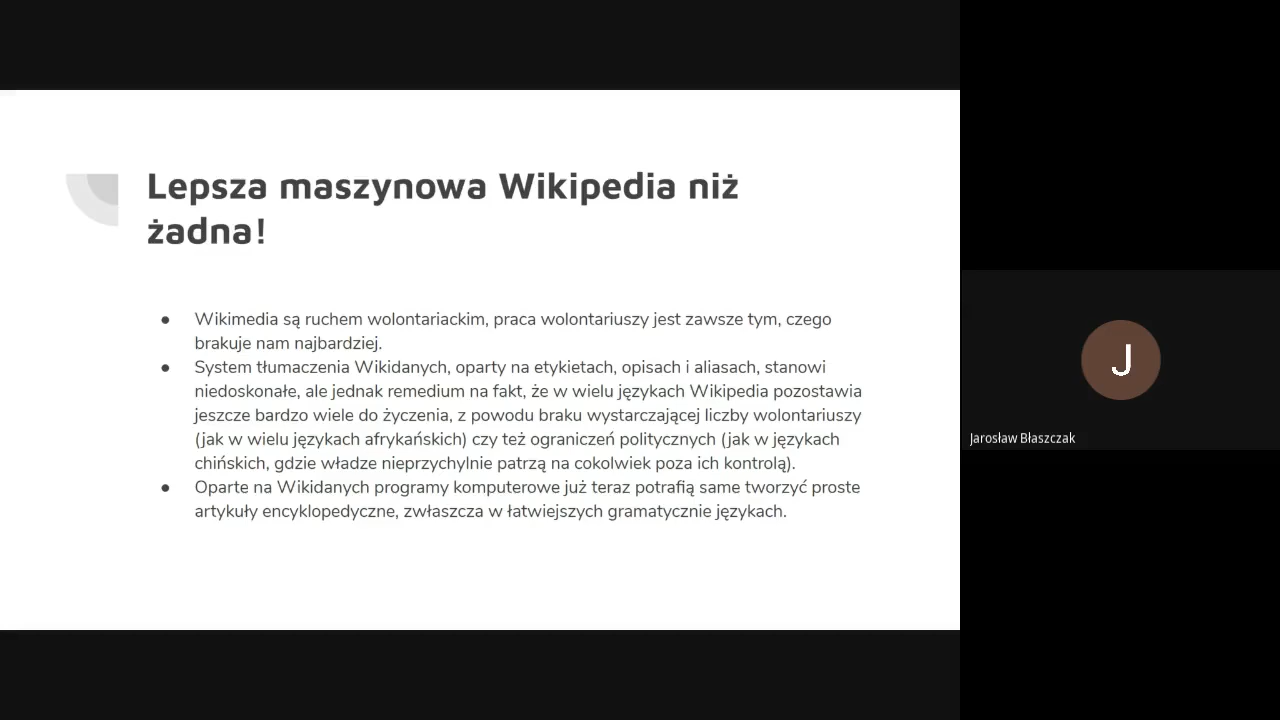 Lepsza maszynowa Wikipedia niż
żadna!
● Wikimedia są ruchem wolontariackim, praca wolontariuszy jest zawsze tym, czego
brakuje nam najbardziej.
● System tłumaczenia Wikidanych, oparty na etykietach, opisach i aliasach, stanowi
niedoskonałe, ale jednak remedium na fakt, że w wielu językach Wikipedia pozostawia
jeszcze bardzo wiele do życzenia, z powodu braku wystarczającej liczby wolontariuszy
(jak w wielu językach afrykańskich) czy też ograniczeń politycznych (jak w językach
chińskich, gdzie władze nieprzychylnie patrzą na cokolwiek poza ich kontrolą).
● Oparte na Wikidanych programy komputerowe już teraz potrafią same tworzyć proste
artykuły encyklopedyczne, zwłaszcza w łatwiejszych gramatycznie językach.
J
Jarosław Błaszczak